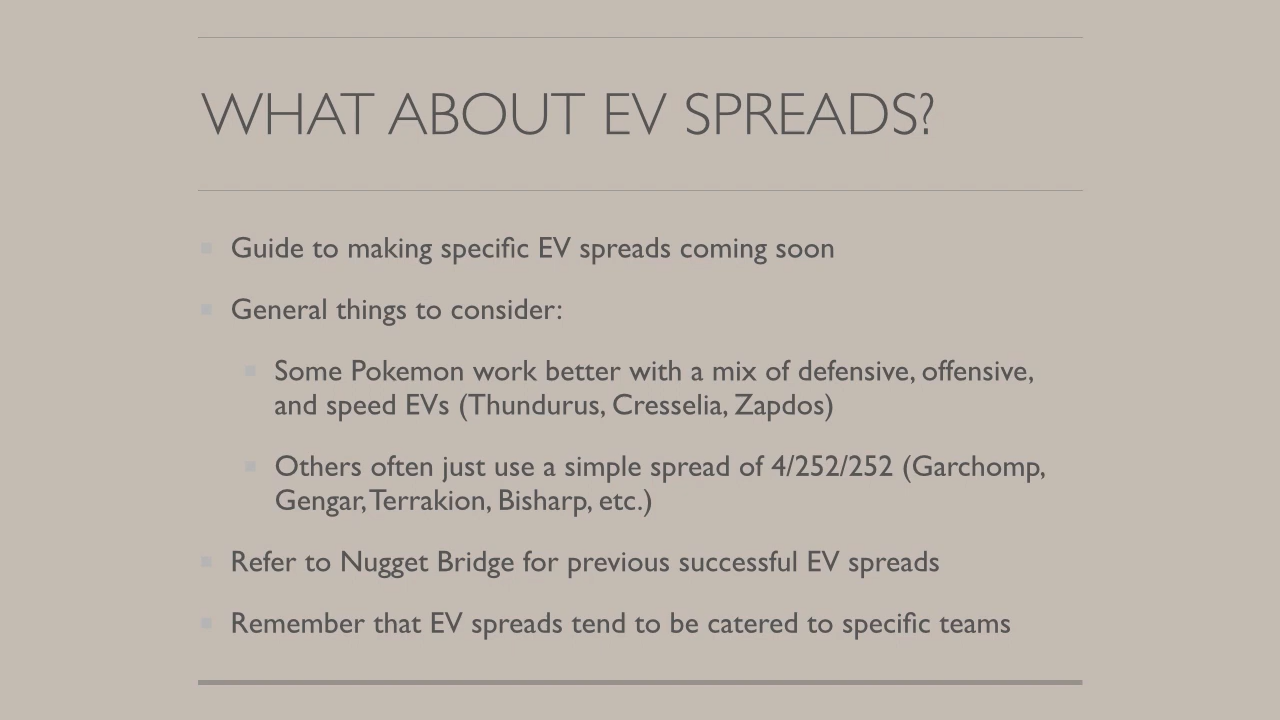 WHAT ABOUT EV SPREADS?
Guide to making specific EV spreads coming soon
General things to consider:
Some Pokemon work better with a mix of defensive, offensive,
and speed EVs (Thundurus, Cresselia, Zapdos)
Others often just use a simple spread of 4/252/252 (Garchomp,
Gengar, Terrakion, Bisharp, etc.)
Refer to Nugget Bridge for previous successful EV spreads
Remember that EV spreads tend to be catered to specific teams